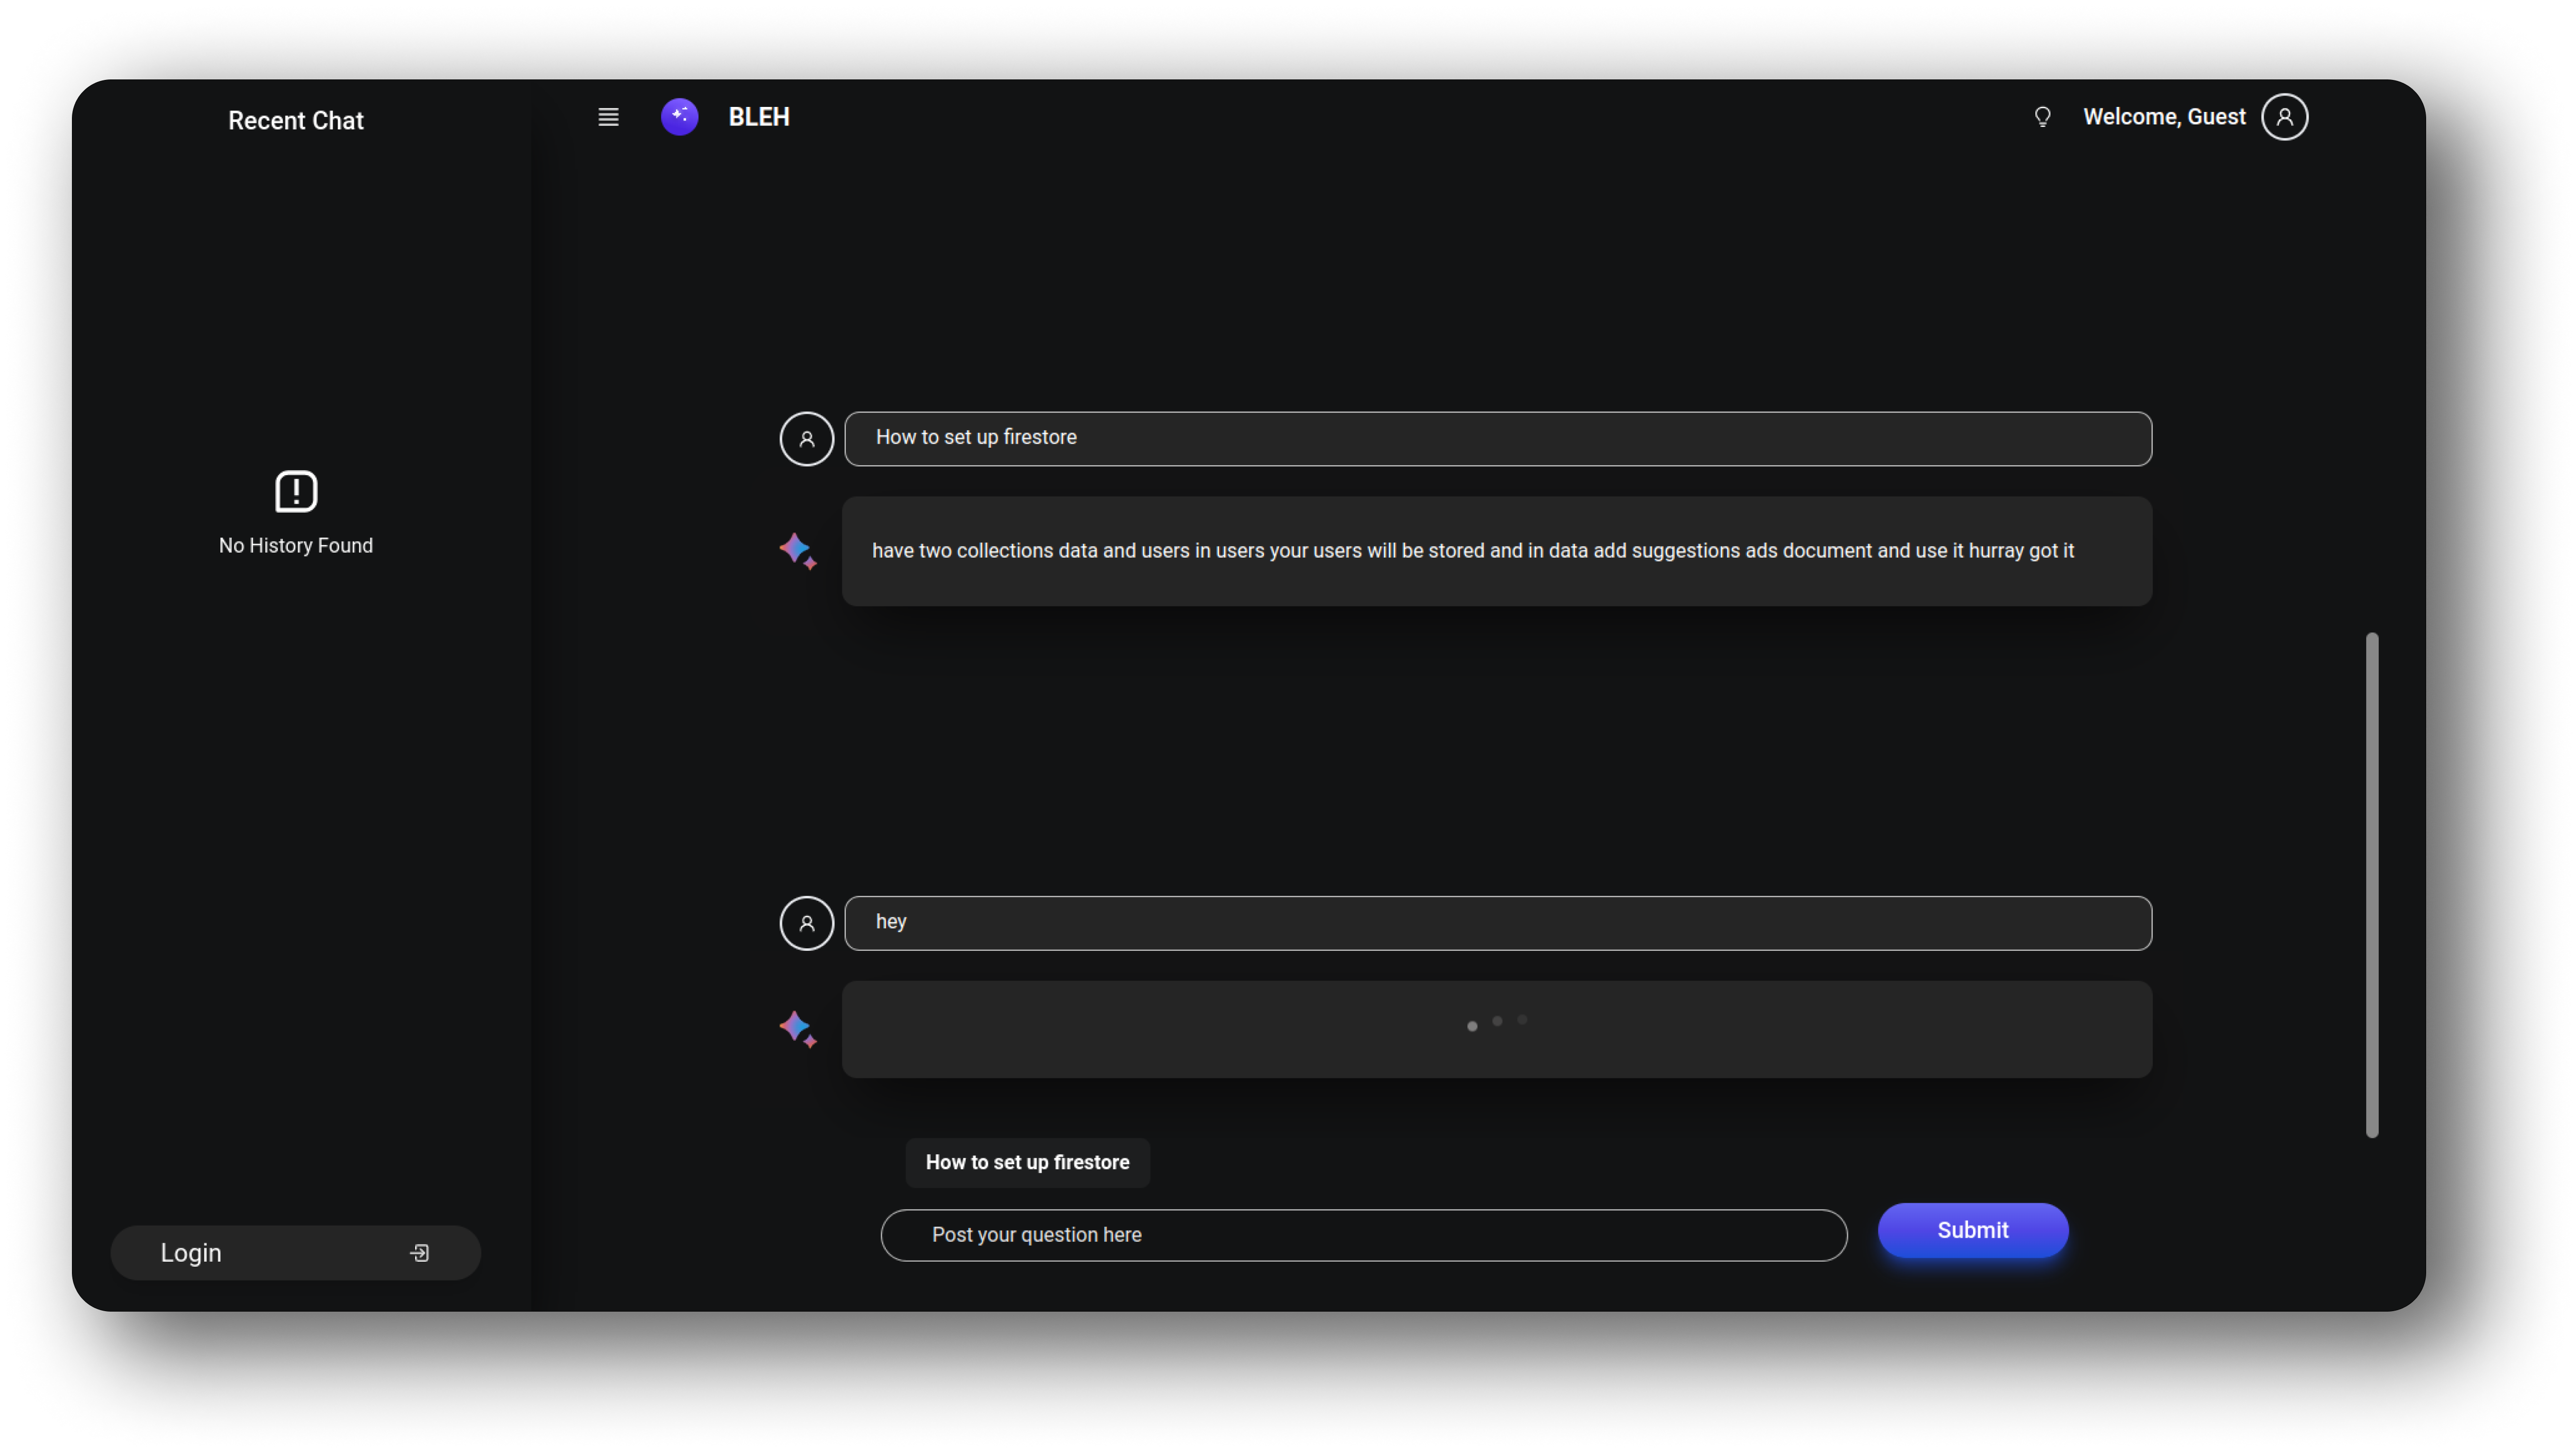 Recent Chat
BLEH
Welcome, Guest
No History Found
How to set up firestore
have two collections data and users in users your users will be stored and in data add suggestions ads document and use it hurray got it
hey
How to set up firestore
Post your question here
Submit
Login